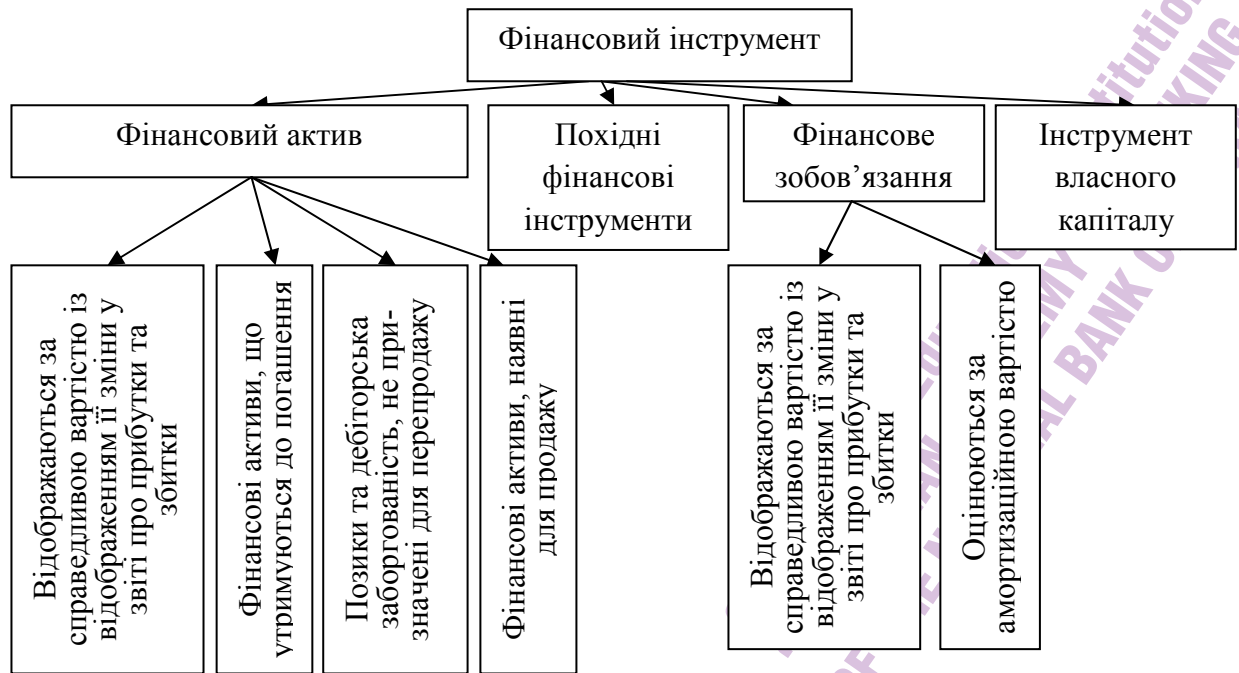 Фінансовий інструмент
Фінансовий актив
Похідні
фінансові
інструменти
Фінансове
зобов’язання
Інструмент
власного
капіталу
Відображаються за
справедливою вартістю із
відображенням її зміни у
звіті про прибутки та
збитки
Фінансові активи, що
утримуються до погашення
Позики та дебіторська
заборгованість, не при-
значені для перепродажу
Фінансові активи, наявні
для продажу
Відображаються за
справедливою вартістю із
відображенням її зміни у
звіті про прибутки та
збитки
Оцінюються за
амортизаційною вартістю
BANK